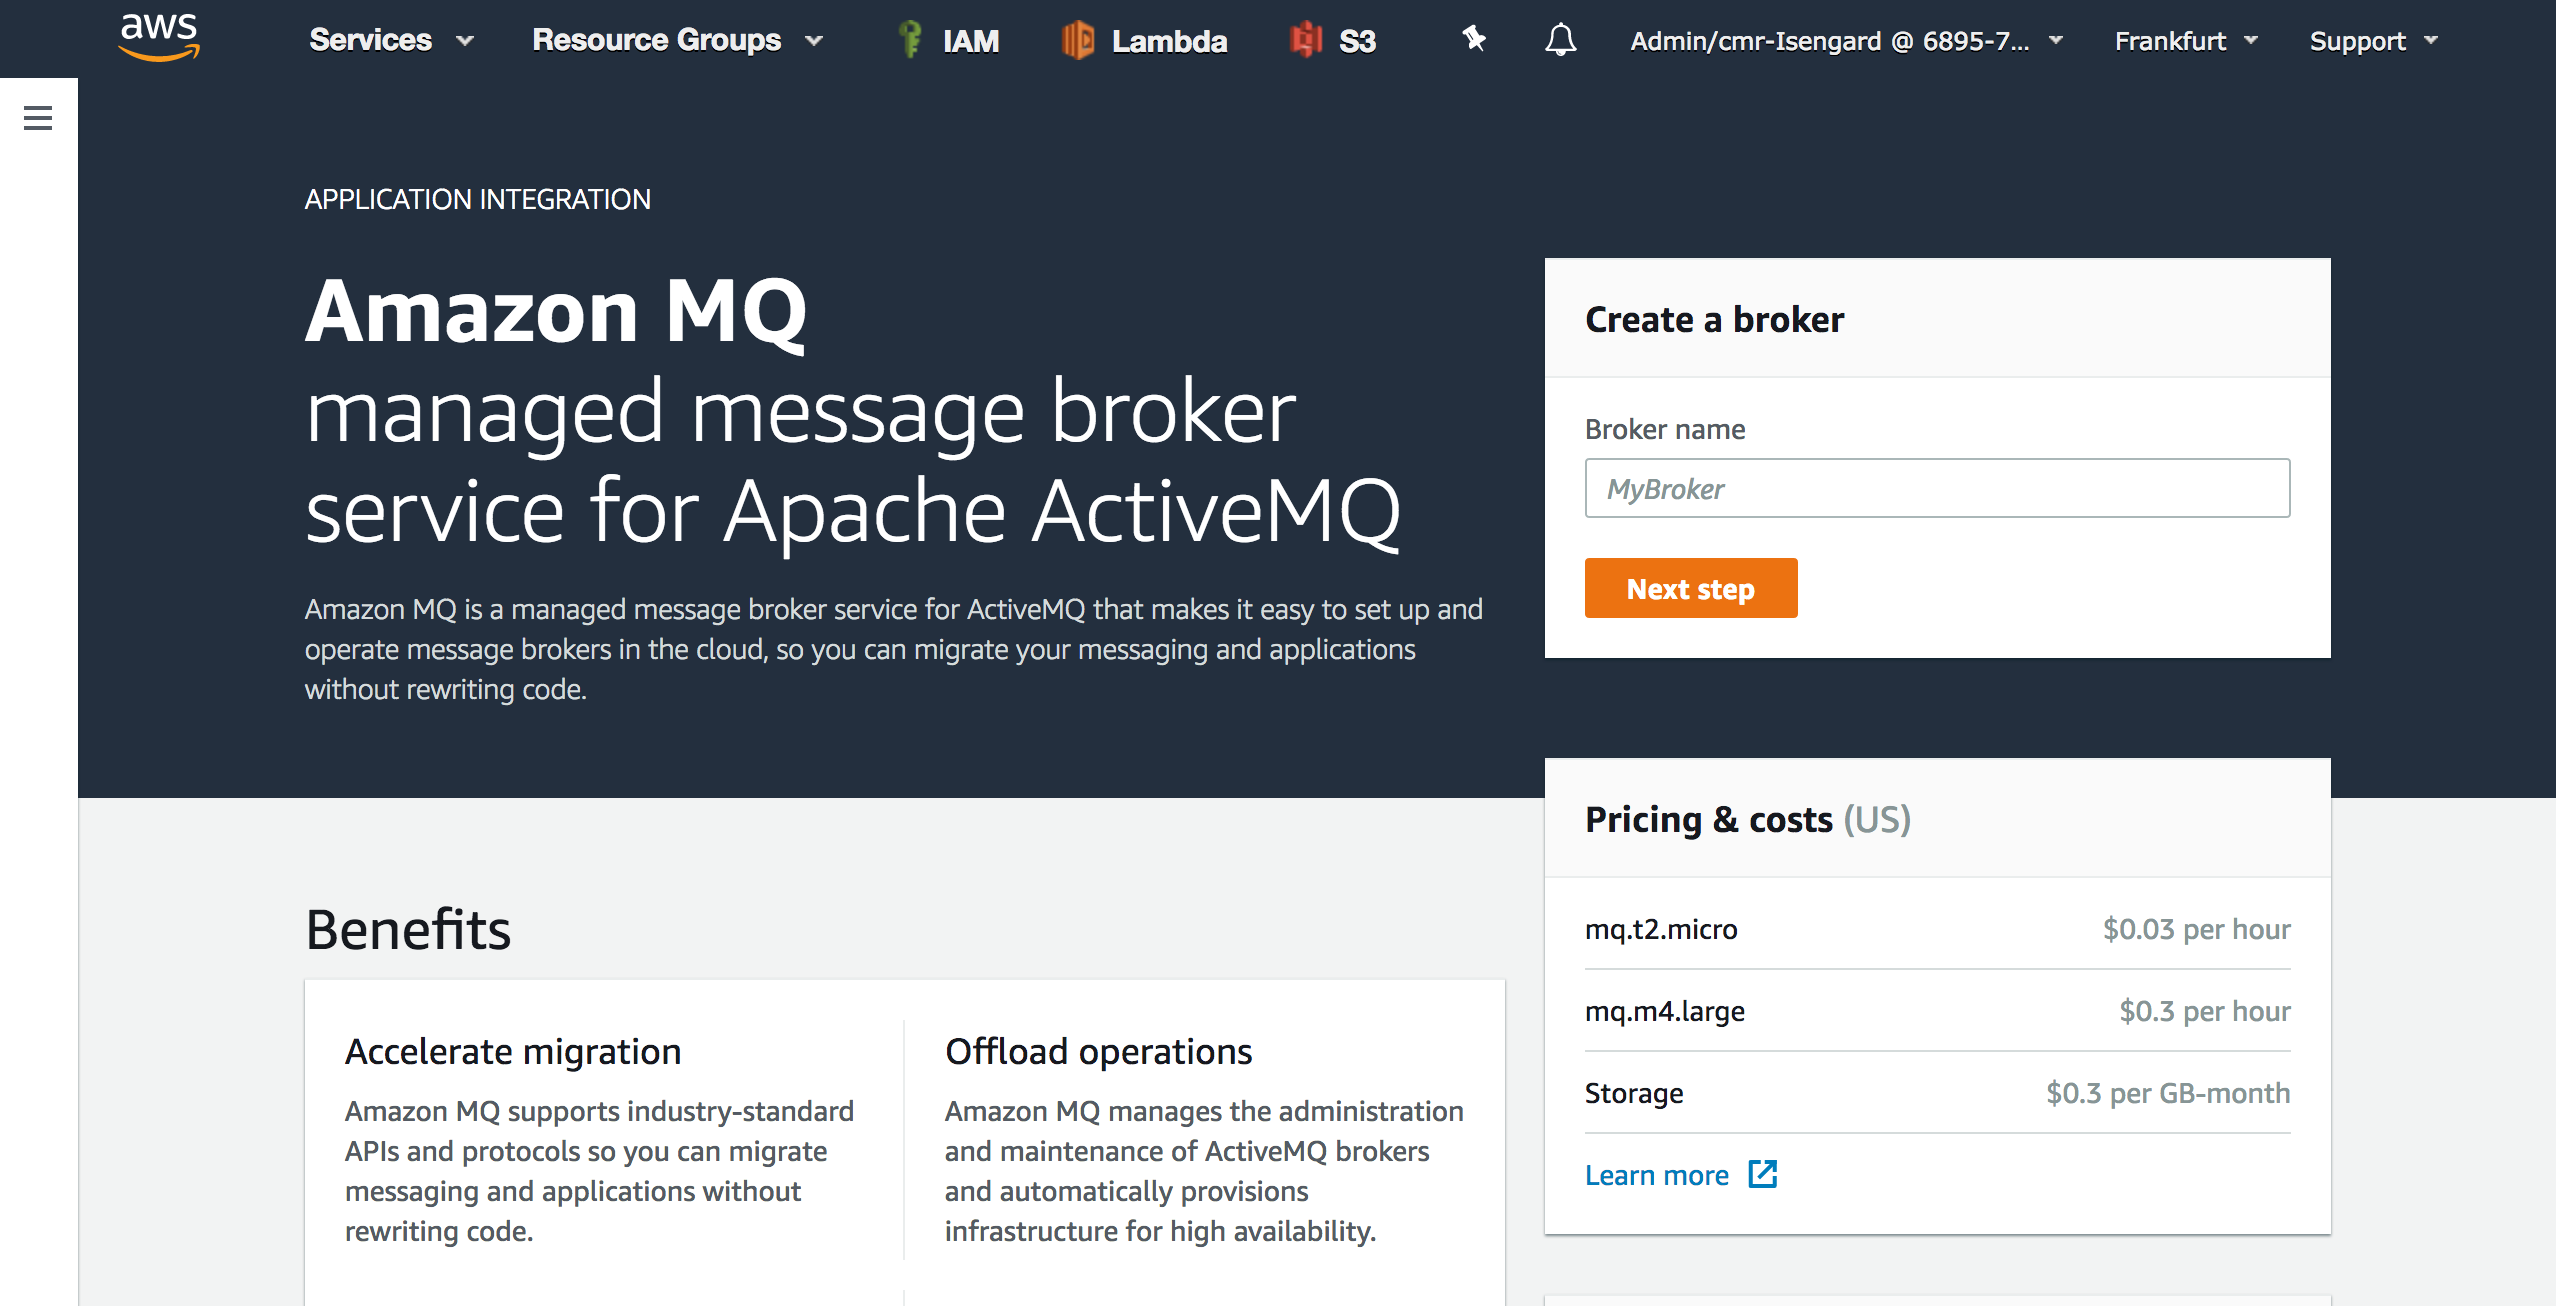 aws
Services
Resource Groups
IAM
Lambda
S3
Admin/cmr-Isengard @ 6895-7...
Frankfurt
Support
APPLICATION INTEGRATION
Amazon MQ
managed message broker
service for Apache ActiveMQ
Amazon MQ is a managed message broker service for ActiveMQ that makes it easy to set up and
operate message brokers in the cloud, so you can migrate your messaging and applications
without rewriting code.
Create a broker
Broker name
MyBroker
Next step
Pricing & costs (US)
mq.t2.micro $0.03 per hour
mq.m4.large $0.3 per hour
Storage $0.3 per GB-month
Learn more
Benefits
Accelerate migration
Amazon MQ supports industry-standard
APIs and protocols so you can migrate
messaging and applications without
rewriting code.
Offload operations
Amazon MQ manages the administration
and maintenance of ActiveMQ brokers
and automatically provisions
infrastructure for high availability.